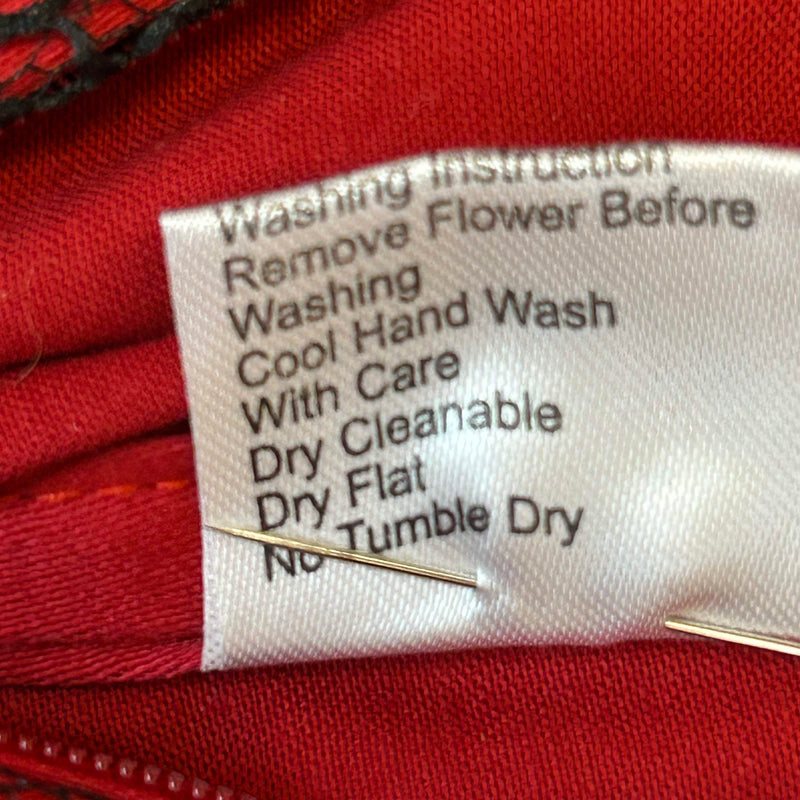 Washing Instruction
Remove Flower Before
Washing
Cool Hand Wash
With Care
Dry Cleanable
Dry Flat
No Tumble Dry